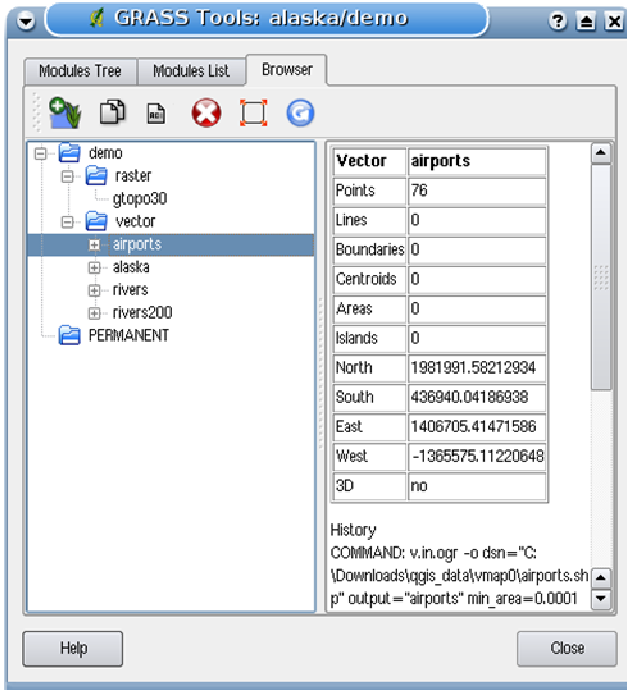 GRASS Tools: alaska/demo
Modules Tree
Modules List
Browser
demo
raster
gtopo30
vector
airports
alaska
rivers
rivers200
PERMANENT
Vector airports
Points 76
Lines 0
Boundaries 0
Centroids 0
Areas 0
Islands 0
North 1981991.58212934
South 436940.04186938
East 1406705.41471586
West -1365575.11220648
3D no
History
COMMAND: v.in.ogr -o dsn="C:
\Downloads\qgis_data\vmap0\airports.sh
p" output="airports" min_area=0.0001
Help
Close